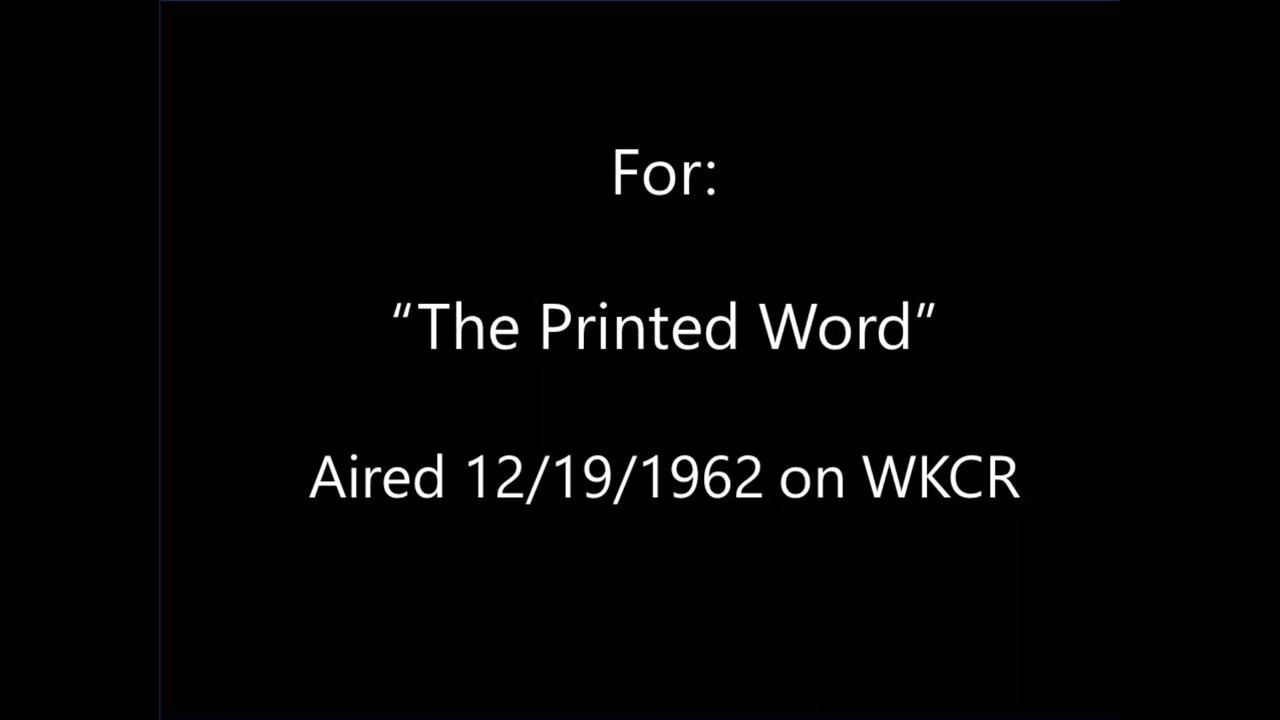 For:
“The Printed Word”
Aired 12/19/1962 on WKCR